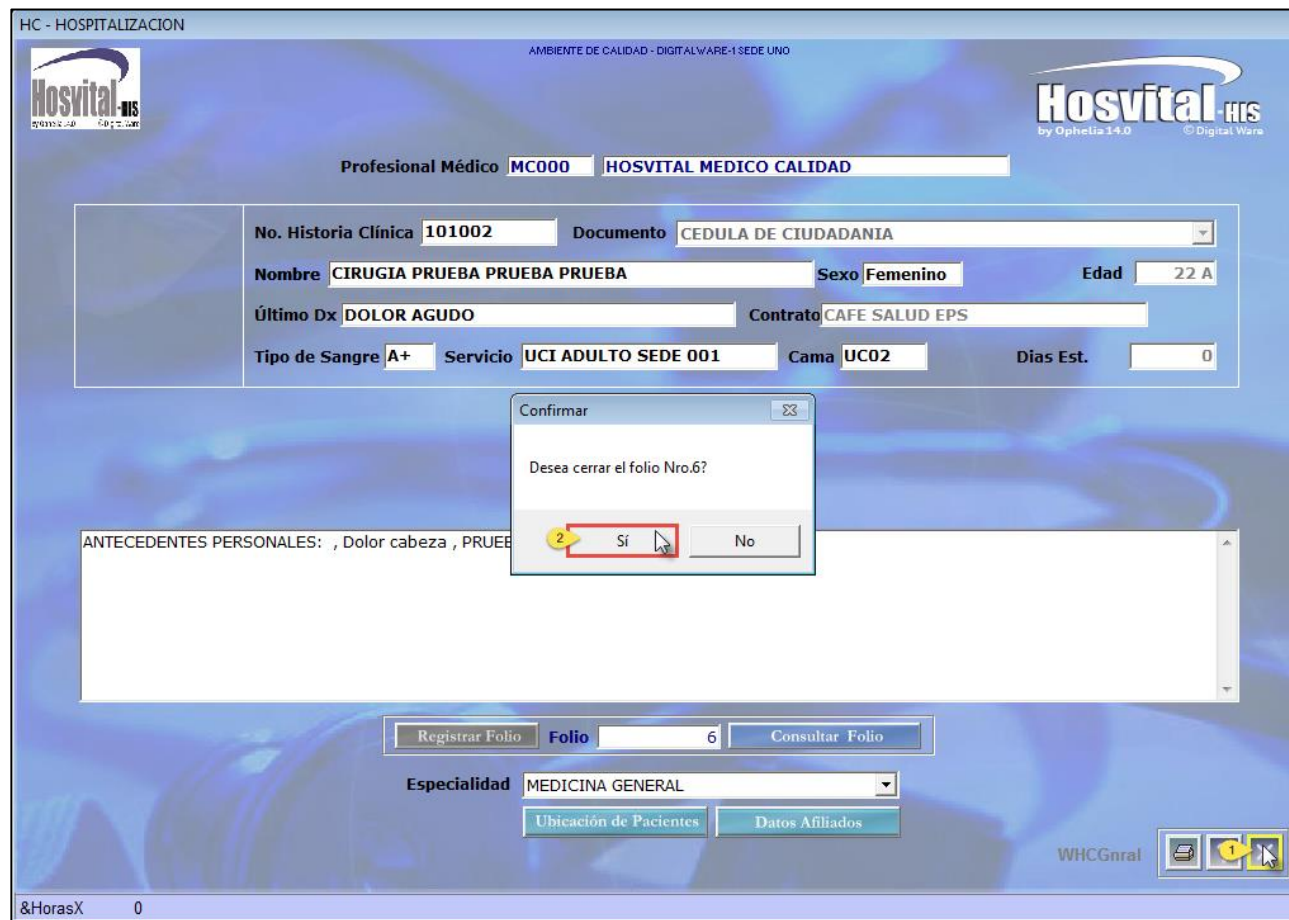 HC - HOSPITALIZACION
AMBIENTE DE CALIDAD - DIGITALWARE-1 SEDE UNO
Hosvital-HIS
Hosvital-HIS
by Ophelia 14.0 © Digital Ware
Profesional Médico MC000 HOSVITAL MEDICO CALIDAD
No. Historia Clínica 101002 Documento CEDULA DE CIUDADANIA
Nombre CIRUGIA PRUEBA PRUEBA PRUEBA Sexo Femenino Edad 22 A
Último Dx DOLOR AGUDO Contrato CAFE SALUD EPS
Tipo de Sangre A+ Servicio UCI ADULTO SEDE 001 Cama UC02 Dias Est. 0
Confirmar
Desea cerrar el folio Nro.6?
2 Sí No
ANTECEDENTES PERSONALES: , Dolor cabeza ,
Registrar Folio Folio 6 Consultar Folio
Especialidad MEDICINA GENERAL
Ubicación de Pacientes Datos Afiliados
WHCGnral 1
&HorasX 0